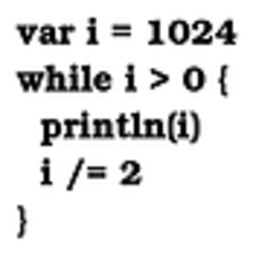 var i = 1024
while i > 0 {
  println(i)
  i /= 2
}